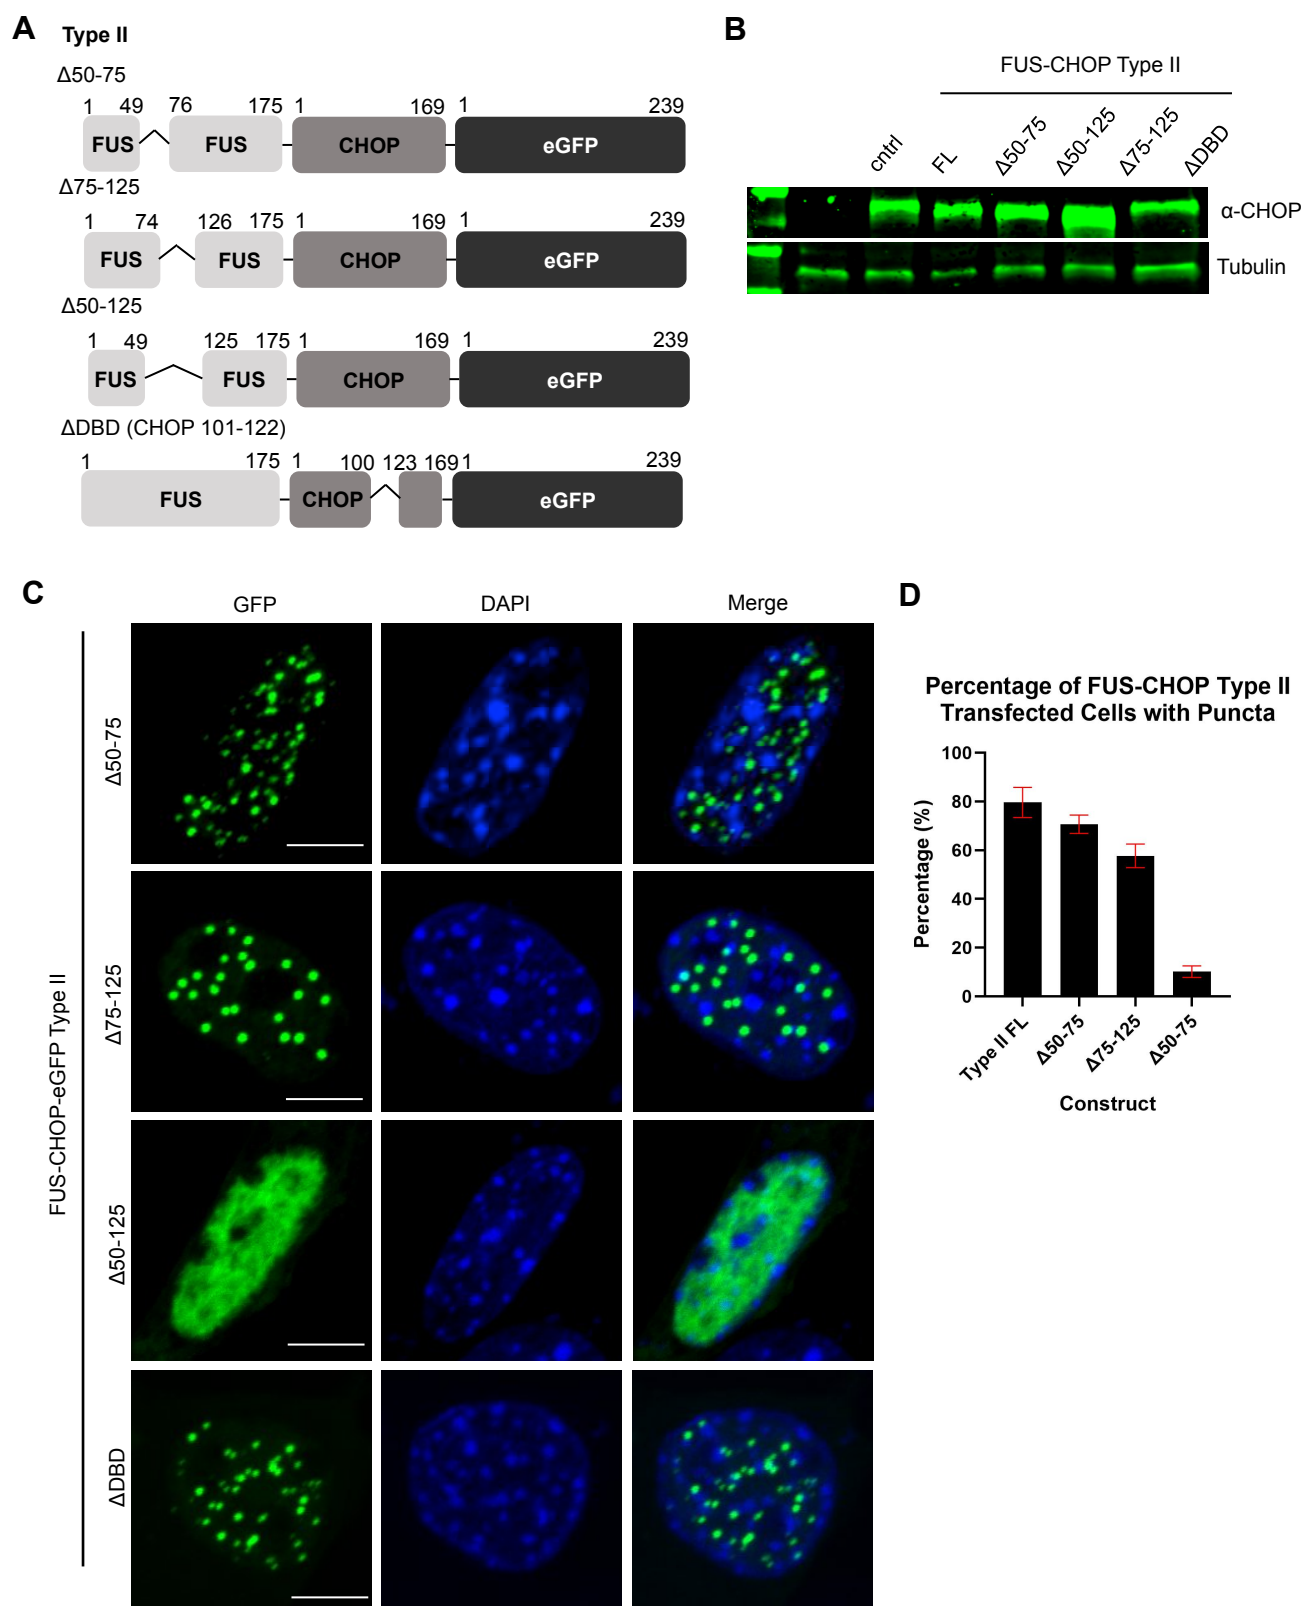 A
Type II
Δ50-75
1 49 76 175 1 169 1 239
FUS FUS CHOP eGFP
Δ75-125
1 74 126 175 1 169 1 239
FUS FUS CHOP eGFP
Δ50-125
1 49 125 175 1 169 1 239
FUS FUS CHOP eGFP
ΔDBD (CHOP 101-122)
1 175 1 100 123 169 1 239
FUS CHOP eGFP
B
FUS-CHOP Type II
cntrl FL Δ50-75 Δ50-125 Δ75-125 ΔDBD
α-CHOP
Tubulin
C
GFP DAPI Merge
FUS-CHOP-eGFP Type II
Δ50-75
Δ75-125
Δ50-125
ΔDBD
D
Percentage of FUS-CHOP Type II
Transfected Cells with Puncta
Percentage (%)
100
80
60
40
20
0
Type II FL Δ50-75 Δ75-125 Δ50-75
Construct